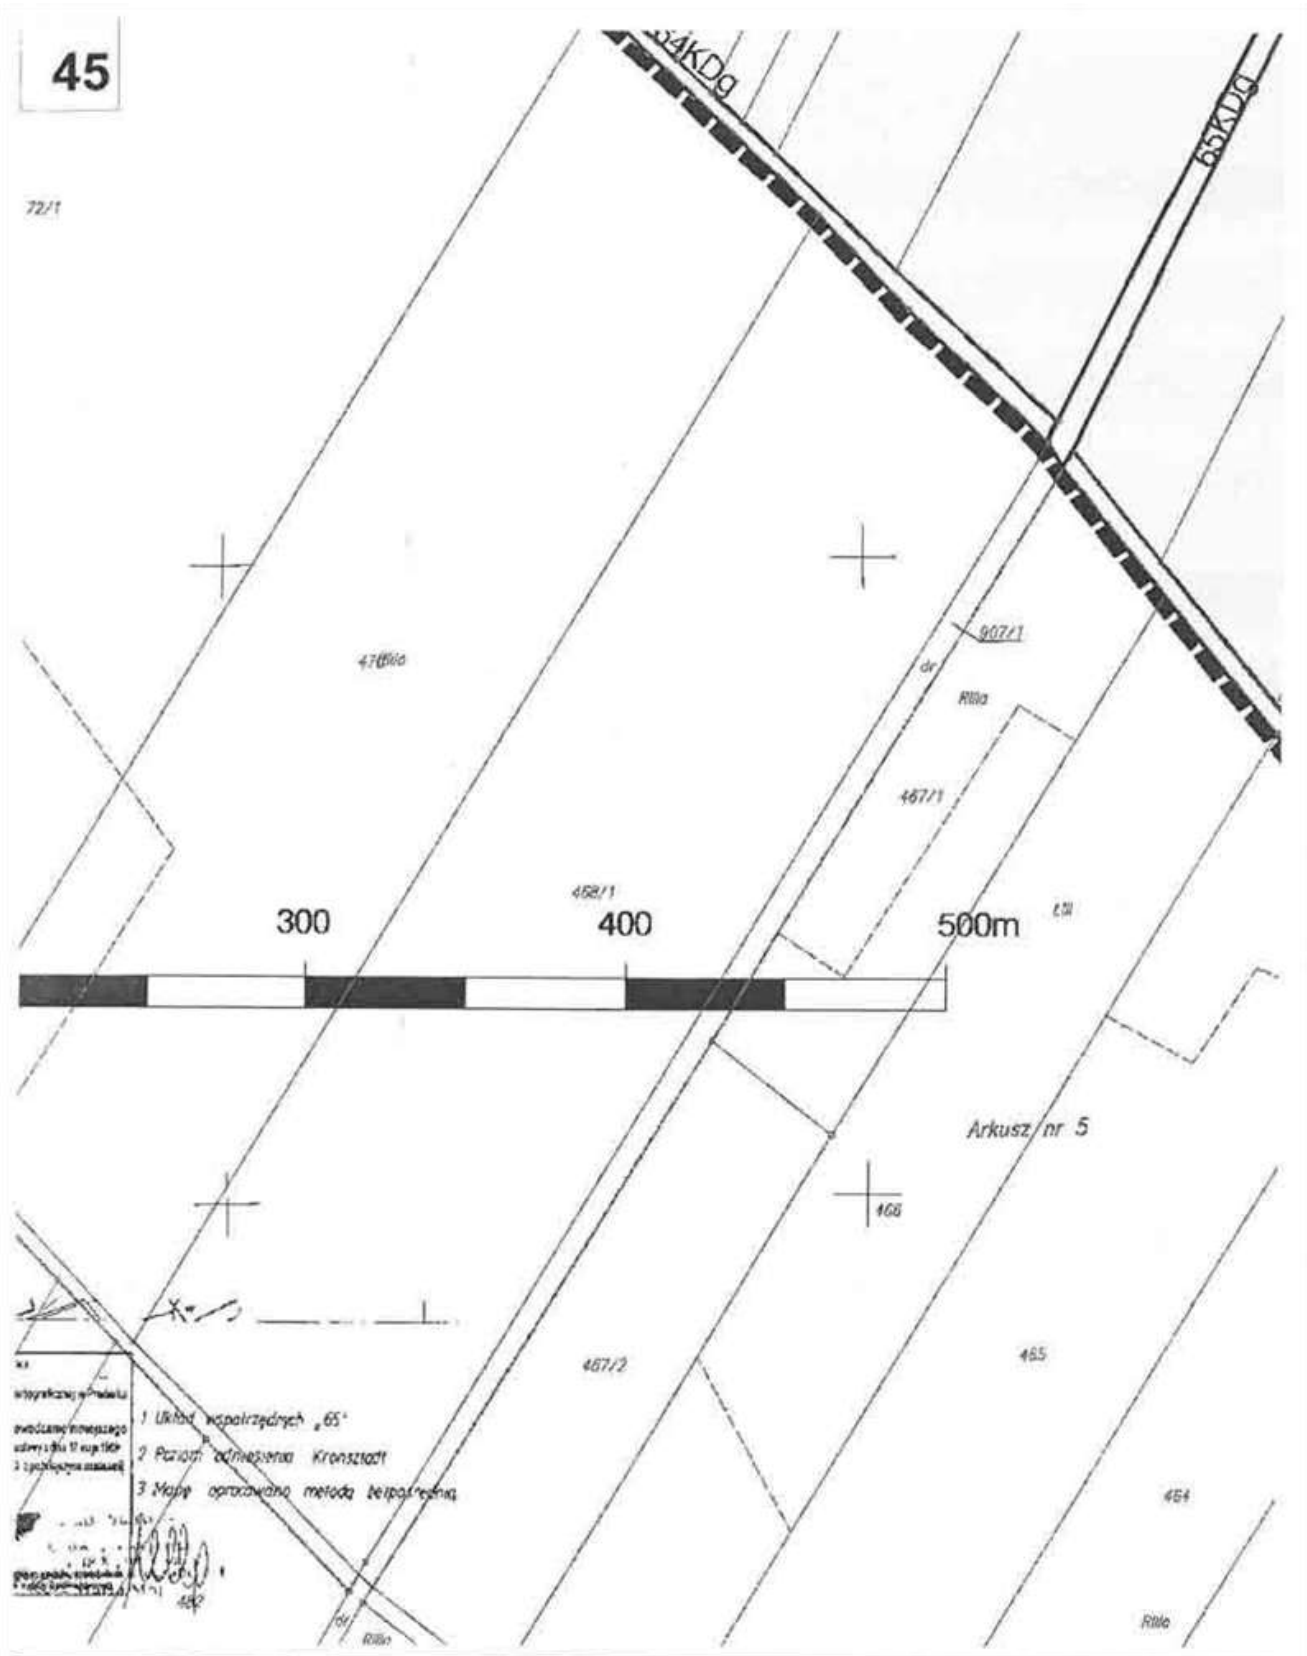 45
64KDg
65KDg
72/1
907/1
dr
RIIIa
467/1
468/1
ŁIII
300
400
500m
Arkusz nr 5
466
467/2
465
1 Układ współrzędnych „65"
2 Poziom odniesienia Kronsztadt
3 Mapę opracowano metodą bezpośrednią
464
482
dr
RIIIa
RIIIa